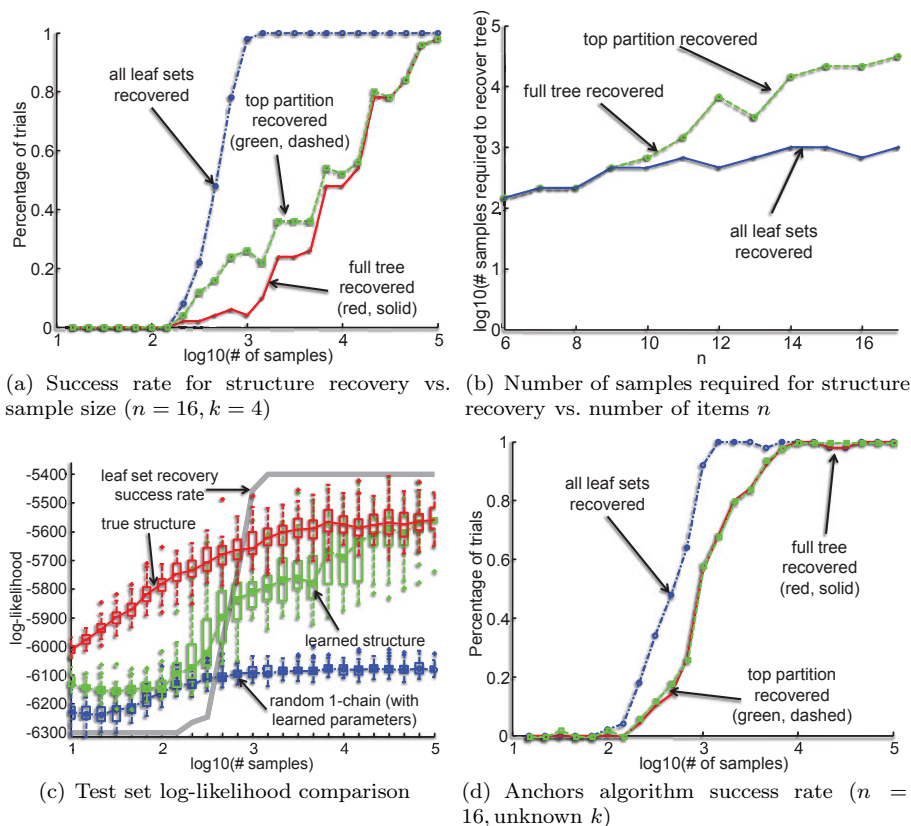 Percentage of trials
1
0.8
0.6
0.4
0.2
0
1
2
3
4
5
log10(# of samples)
all leaf sets
recovered
top partition
recovered
(green, dashed)
full tree
recovered
(red, solid)
(a) Success rate for structure recovery vs.
sample size (n = 16, k = 4)
log10(# samples required to recover tree)
5
4
3
2
1
0
6
8
10
12
14
16
n
top partition recovered
full tree recovered
all leaf sets
recovered
(b) Number of samples required for structure
recovery vs. number of items n
log-likelihood
-5400
-5500
-5600
-5700
-5800
-5900
-6000
-6100
-6200
-6300
1
2
3
4
5
log10(# samples)
leaf set recovery
success rate
true structure
learned structure
random 1-chain (with
learned parameters)
(c) Test set log-likelihood comparison
Percentage of trials
1
0.8
0.6
0.4
0.2
0
1
2
3
4
5
log10(# of samples)
all leaf sets
recovered
full tree
recovered
(red, solid)
top partition
recovered
(green, dashed)
(d) Anchors algorithm success rate (n =
16, unknown k)